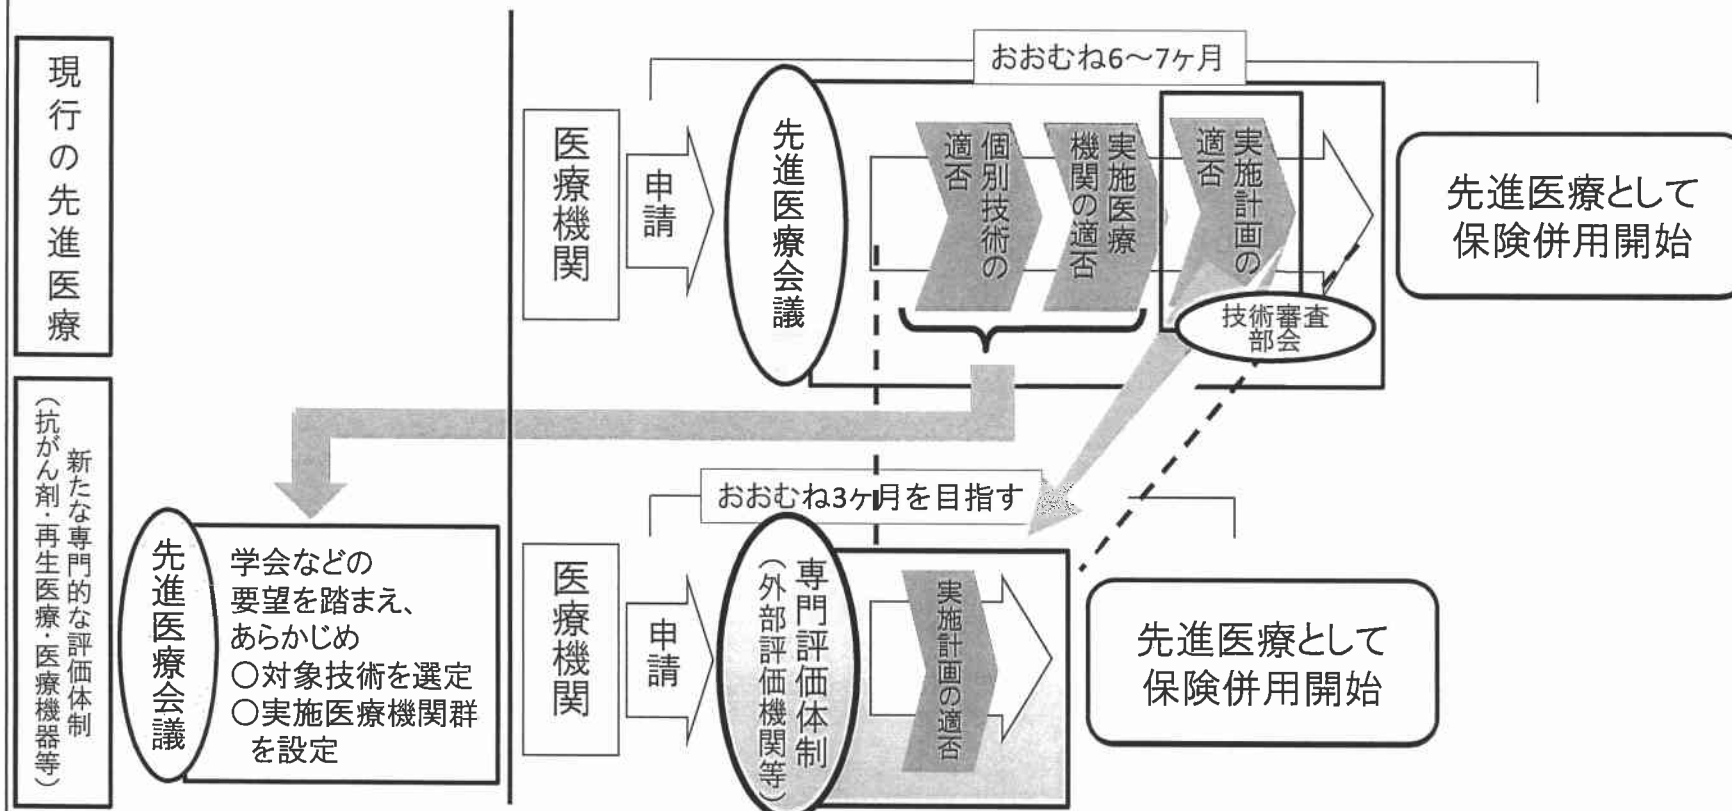 現行の先進医療
おおむね6〜7ヶ月
医療機関
申請
先進医療会議
個別技術の
適否
実施医療
機関の適否
実施計画の
適否
技術審査
部会
先進医療として
保険併用開始
新たな専門的な評価体制
（抗がん剤・再生医療・医療機器等）
先進医療会議
学会などの
要望を踏まえ、
あらかじめ
○対象技術を選定
○実施医療機関群
を設定
おおむね3ヶ月を目指す
医療機関
申請
専門評価体制
（外部評価機関等）
実施計画の適否
先進医療として
保険併用開始